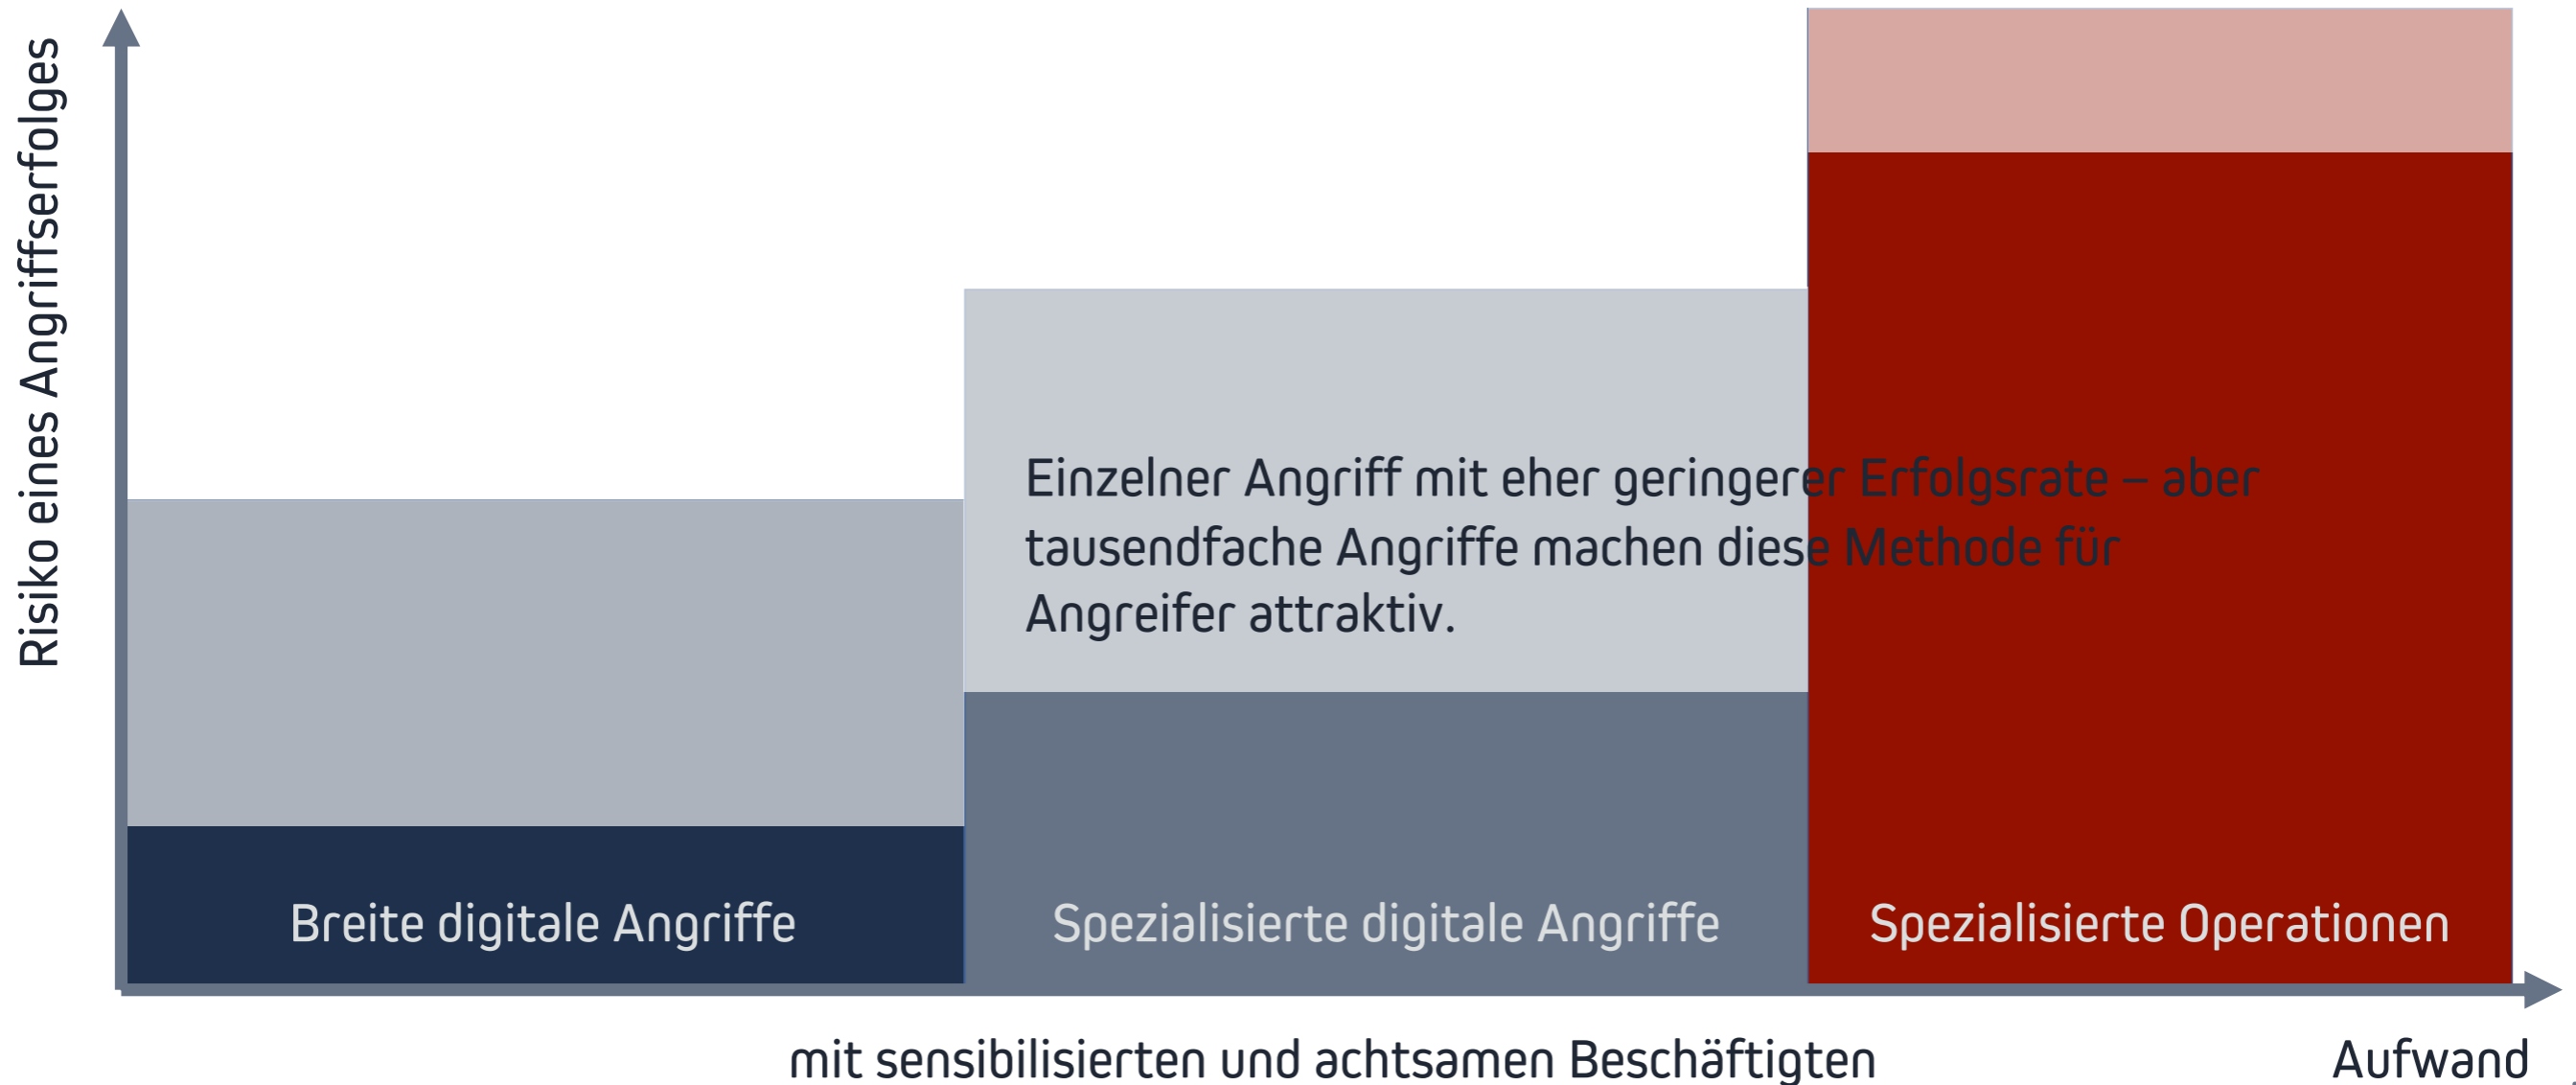 Risiko eines Angriffserfolges
Einzelner Angriff mit eher geringerer Erfolgsrate – aber
tausendfache Angriffe machen diese Methode für
Angreifer attraktiv.
Breite digitale Angriffe
Spezialisierte digitale Angriffe
Spezialisierte Operationen
mit sensibilisierten und achtsamen Beschäftigten
Aufwand